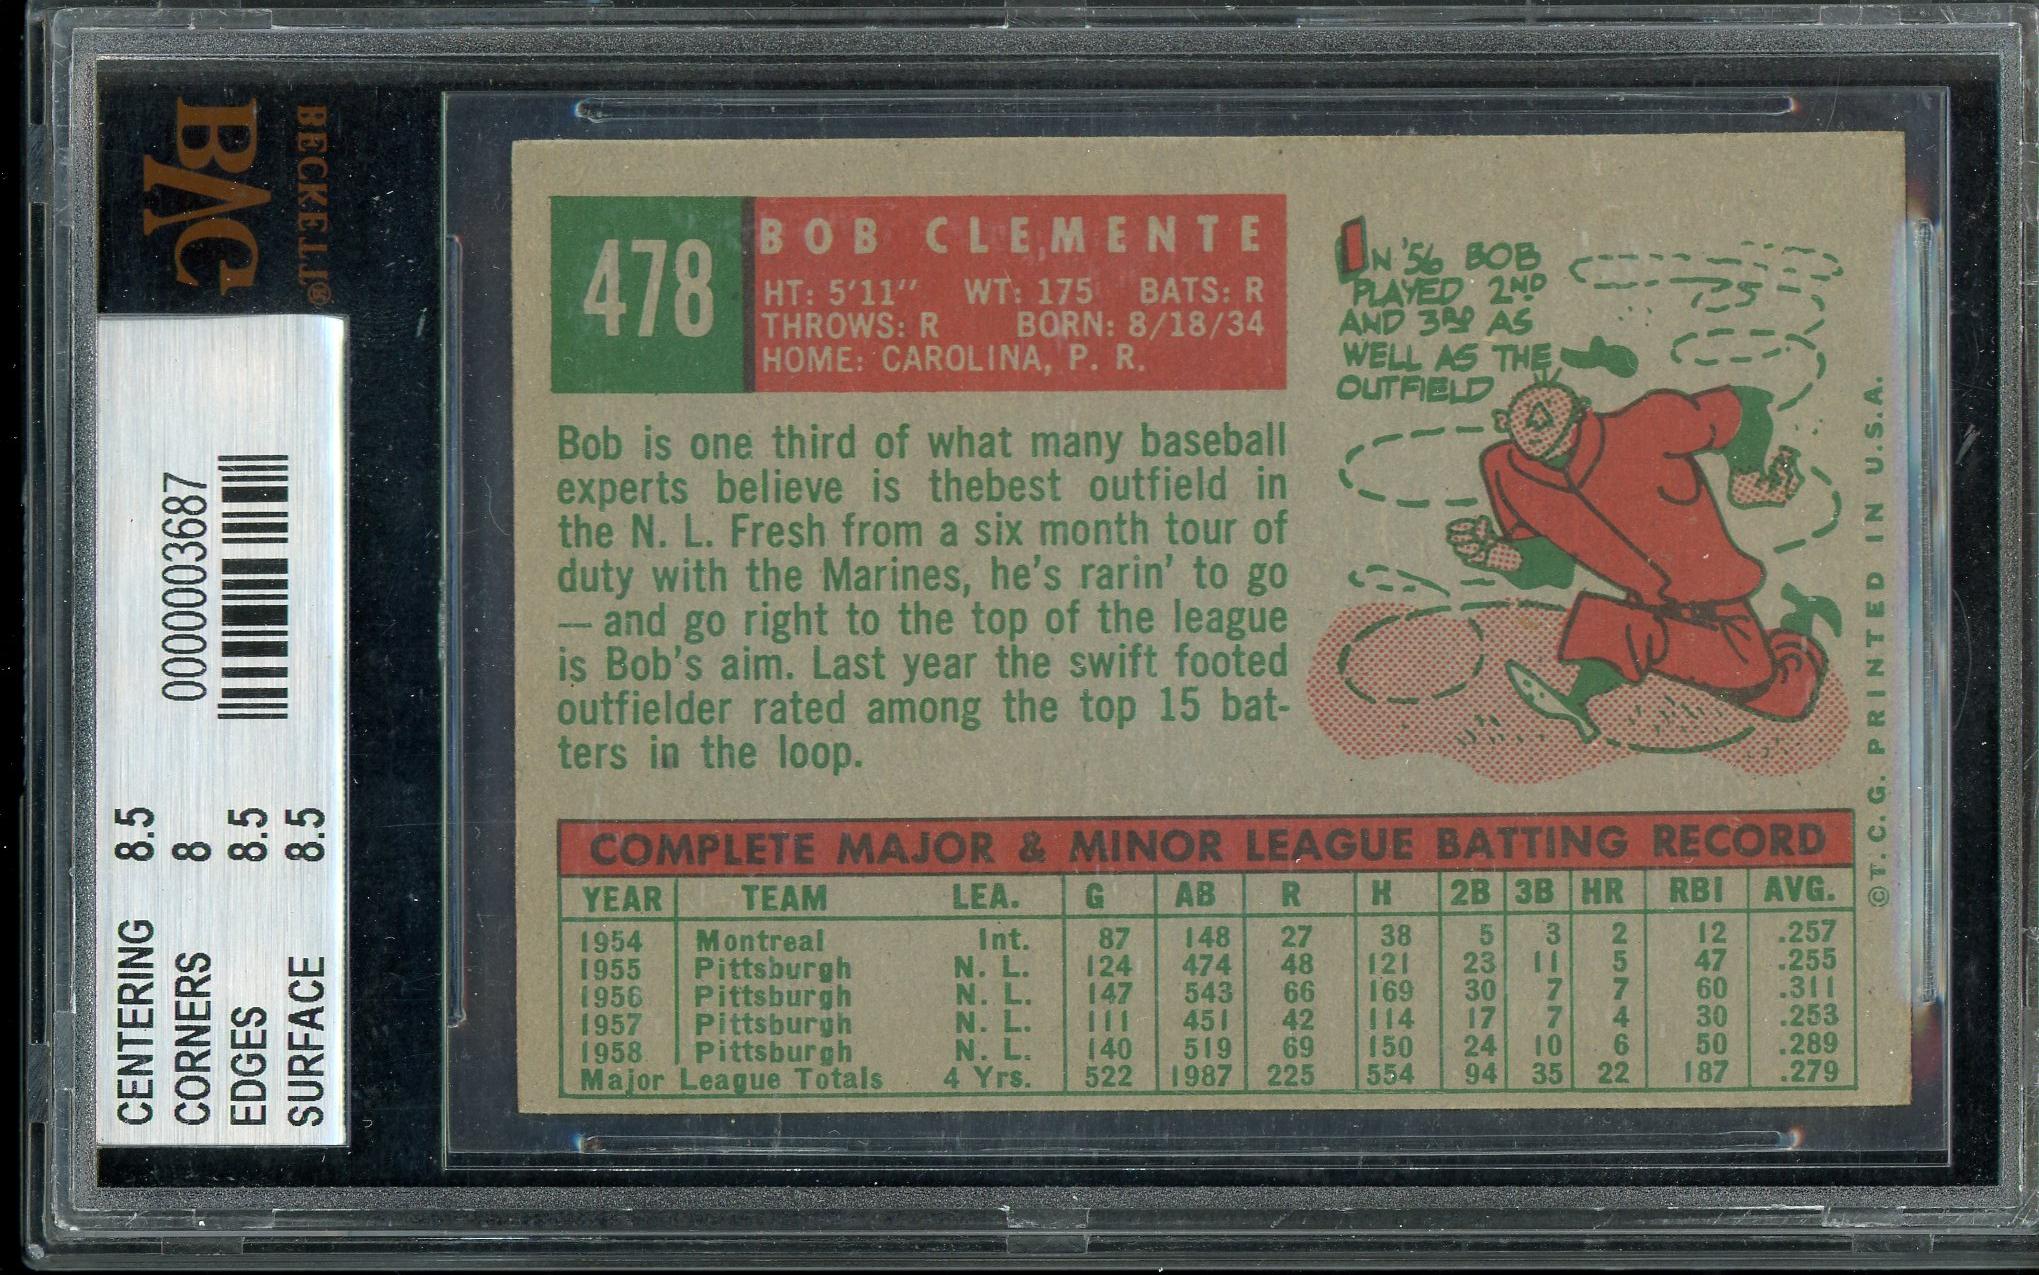 BECKETT®
BVG
0000003687
CENTERING 8.5
CORNERS 8
EDGES 8.5
SURFACE 8.5
478
BOB CLEMENTE
HT: 5'11" WT: 175 BATS: R
THROWS: R BORN: 8/18/34
HOME: CAROLINA, P. R.
IN '56 BOB
PLAYED 2ND
AND 3RD AS
WELL AS THE
OUTFIELD
Bob is one third of what many baseball
experts believe is thebest outfield in
the N. L. Fresh from a six month tour of
duty with the Marines, he's rarin' to go
— and go right to the top of the league
is Bob's aim. Last year the swift footed
outfielder rated among the top 15 bat-
ters in the loop.
COMPLETE MAJOR & MINOR LEAGUE BATTING RECORD
YEAR TEAM LEA. G AB R H 2B 3B HR RBI AVG.
1954 Montreal Int. 87 148 27 38 5 3 2 12 .257
1955 Pittsburgh N. L. 124 474 48 121 23 11 5 47 .255
1956 Pittsburgh N. L. 147 543 66 169 30 7 7 60 .311
1957 Pittsburgh N. L. 111 451 42 114 17 7 4 30 .253
1958 Pittsburgh N. L. 140 519 69 150 24 10 6 50 .289
Major League Totals 4 Yrs. 522 1987 225 554 94 35 22 187 .279
©T. C. G. PRINTED IN U.S.A.